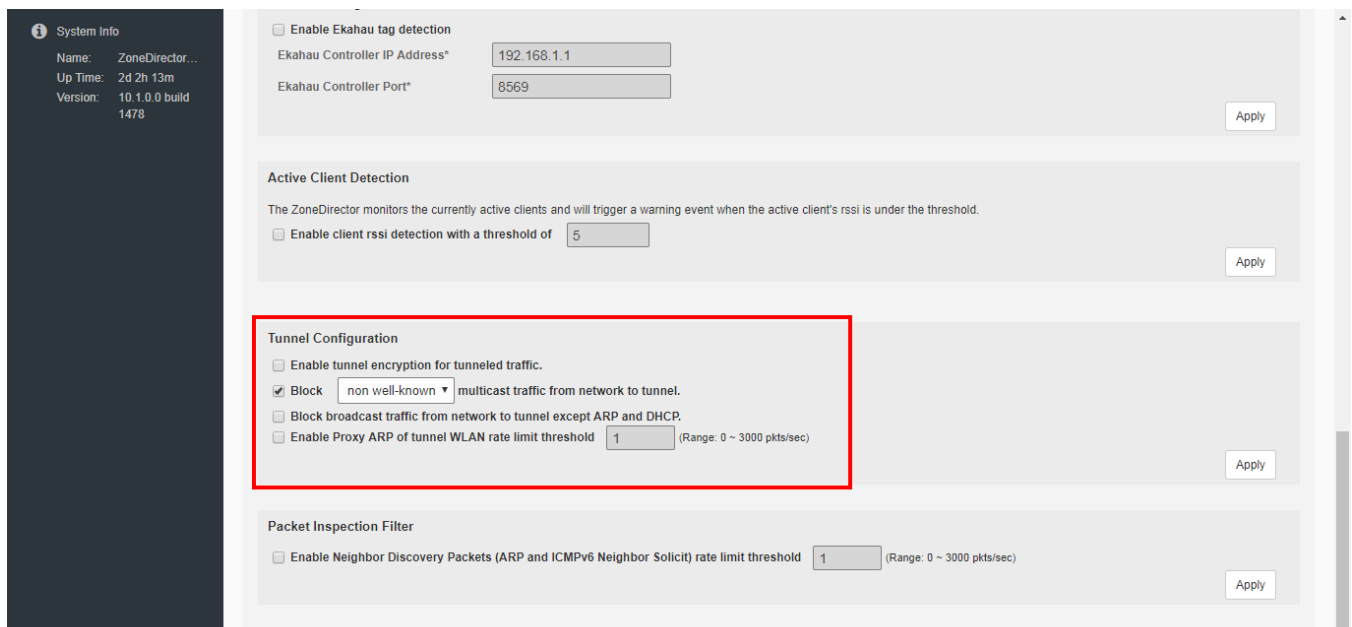 System Info
Name: ZoneDirector...
Up Time: 2d 2h 13m
Version: 10.1.0.0 build
1478
Enable Ekahau tag detection
Ekahau Controller IP Address* 192.168.1.1
Ekahau Controller Port* 8569
Apply
Active Client Detection
The ZoneDirector monitors the currently active clients and will trigger a warning event when the active client's rssi is under the threshold.
Enable client rssi detection with a threshold of 5
Apply
Tunnel Configuration
Enable tunnel encryption for tunneled traffic.
Block non well-known multicast traffic from network to tunnel.
Block broadcast traffic from network to tunnel except ARP and DHCP.
Enable Proxy ARP of tunnel WLAN rate limit threshold 1 (Range: 0 ~ 3000 pkts/sec)
Apply
Packet Inspection Filter
Enable Neighbor Discovery Packets (ARP and ICMPv6 Neighbor Solicit) rate limit threshold 1 (Range: 0 ~ 3000 pkts/sec)
Apply